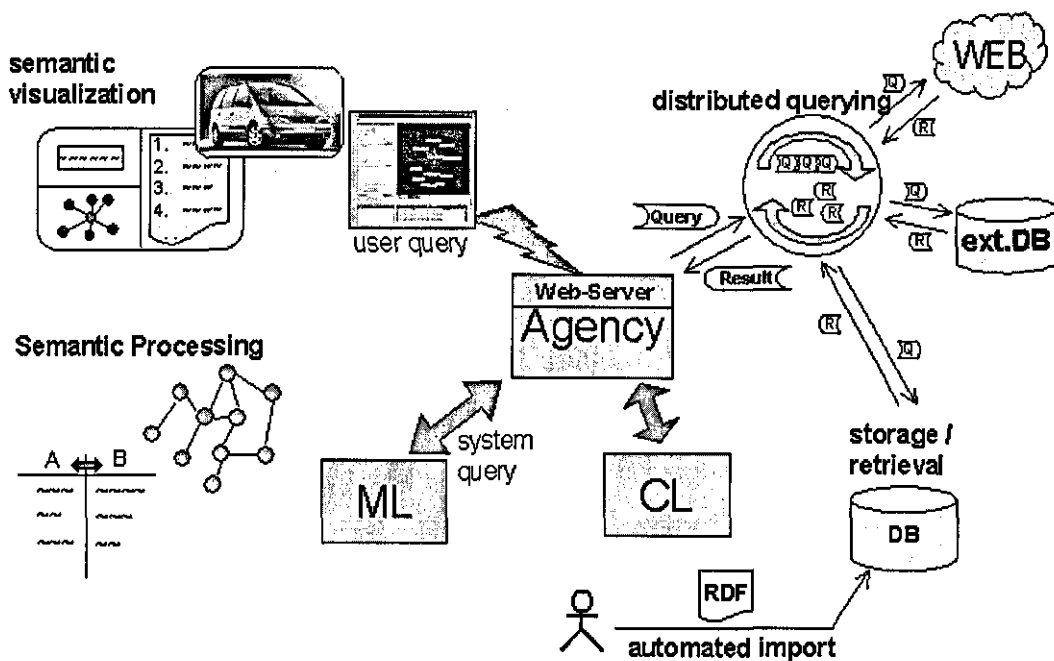 semantic
visualization
1.
2.
3.
4.
user query
distributed querying
WEB
Q
R
Q Q Q
R
R R
Q
R
ext.DB
Query
Result
Web-Server
Agency
R
Q
Semantic Processing
A B
system
query
ML
CL
storage /
retrieval
DB
RDF
automated import